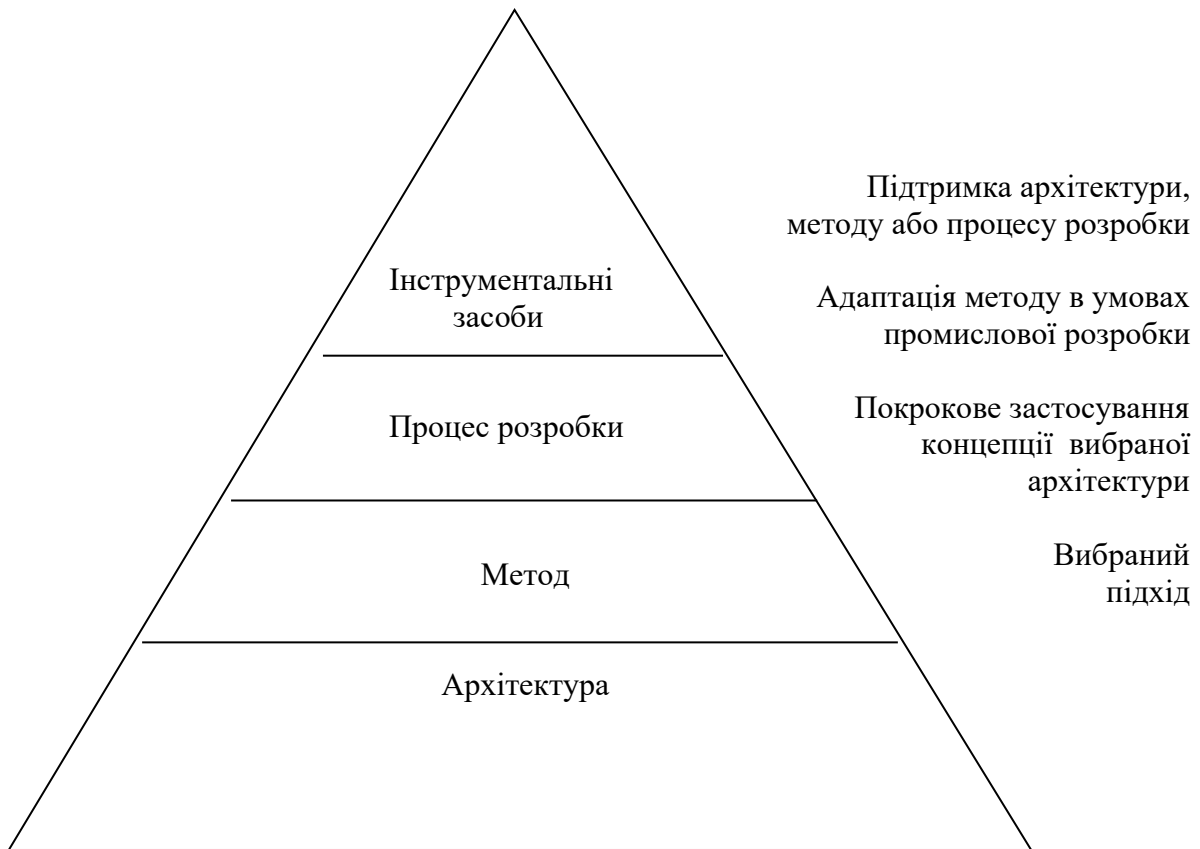 Підтримка архітектури,
методу або процесу розробки
Інструментальні
засоби
Адаптація методу в умовах
промислової розробки
Процес розробки
Покрокове застосування
концепції вибраної
архітектури
Метод
Вибраний
підхід
Архітектура